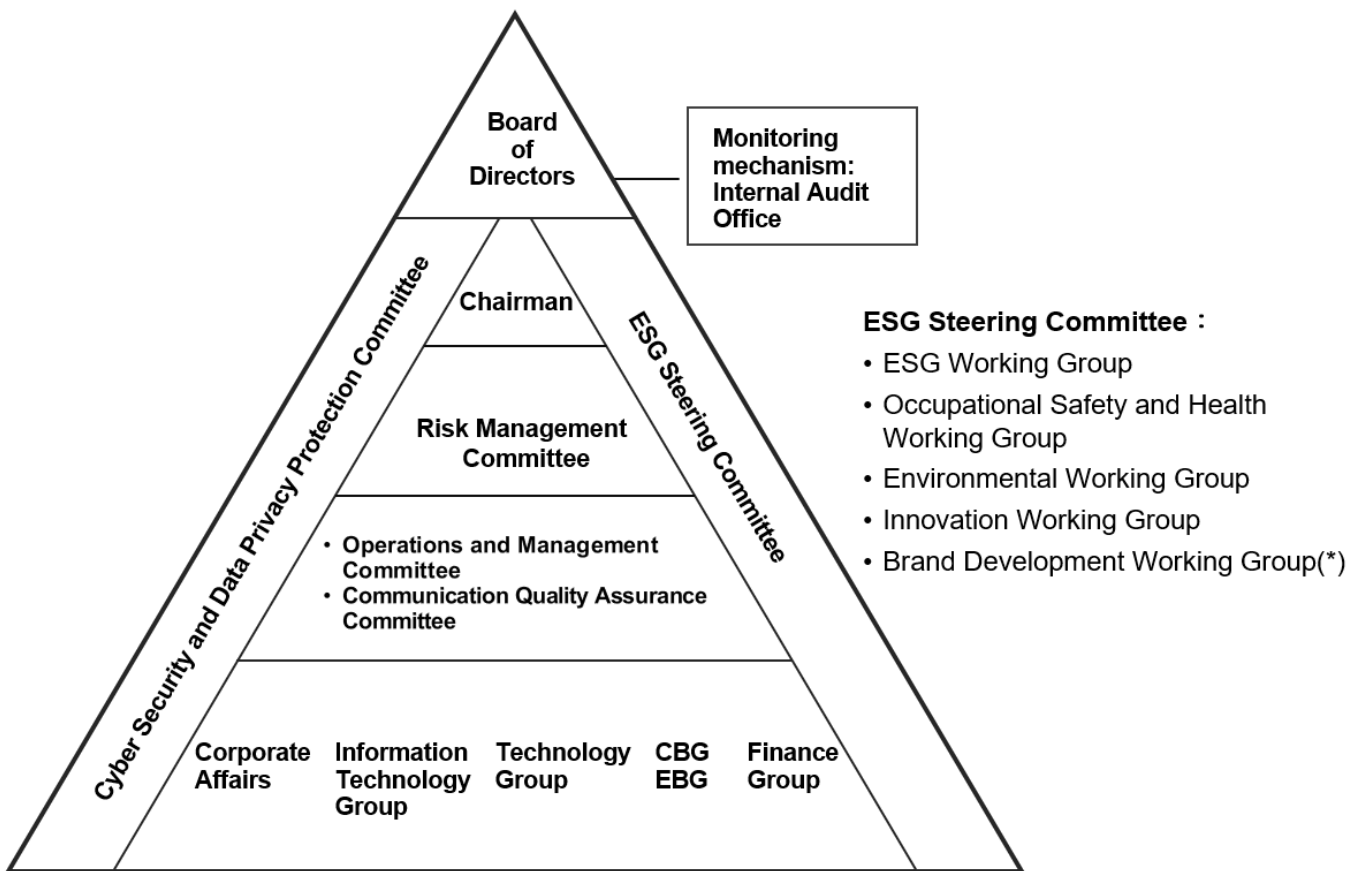 Board
of
Directors
Monitoring
mechanism:
Internal Audit
Office
Chairman
Cyber Security and Data Privacy Protection Committee
ESG Steering Committee
Risk Management
Committee
• Operations and Management
Committee
• Communication Quality Assurance
Committee
Corporate
Affairs
Information
Technology
Group
Technology
Group
CBG
EBG
Finance
Group
ESG Steering Committee：
• ESG Working Group
• Occupational Safety and Health
Working Group
• Environmental Working Group
• Innovation Working Group
• Brand Development Working Group(*)